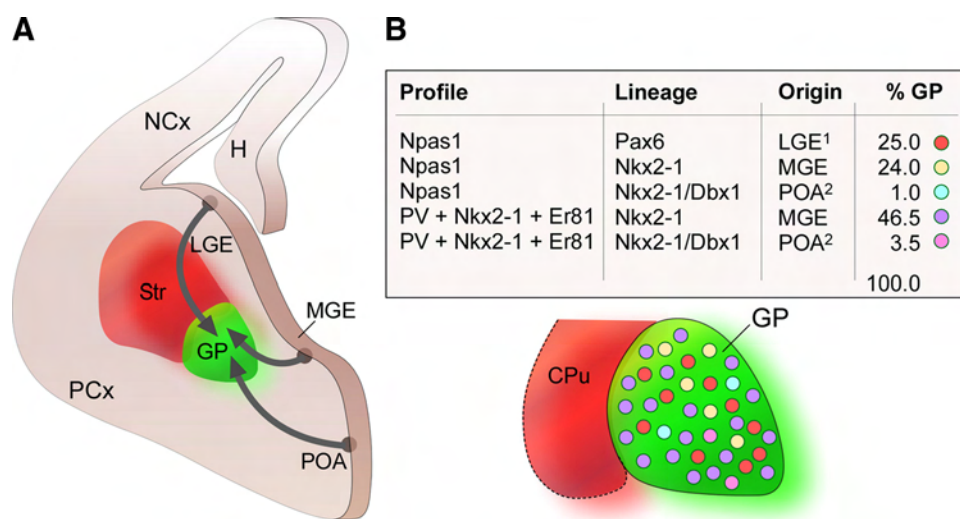 A
NCx
H
LGE
Str
MGE
GP
PCx
POA
B
Profile Lineage Origin % GP
Npas1 Pax6 LGE¹ 25.0
Npas1 Nkx2-1 MGE 24.0
Npas1 Nkx2-1/Dbx1 POA² 1.0
PV + Nkx2-1 + Er81 Nkx2-1 MGE 46.5
PV + Nkx2-1 + Er81 Nkx2-1/Dbx1 POA² 3.5
100.0
GP
CPu